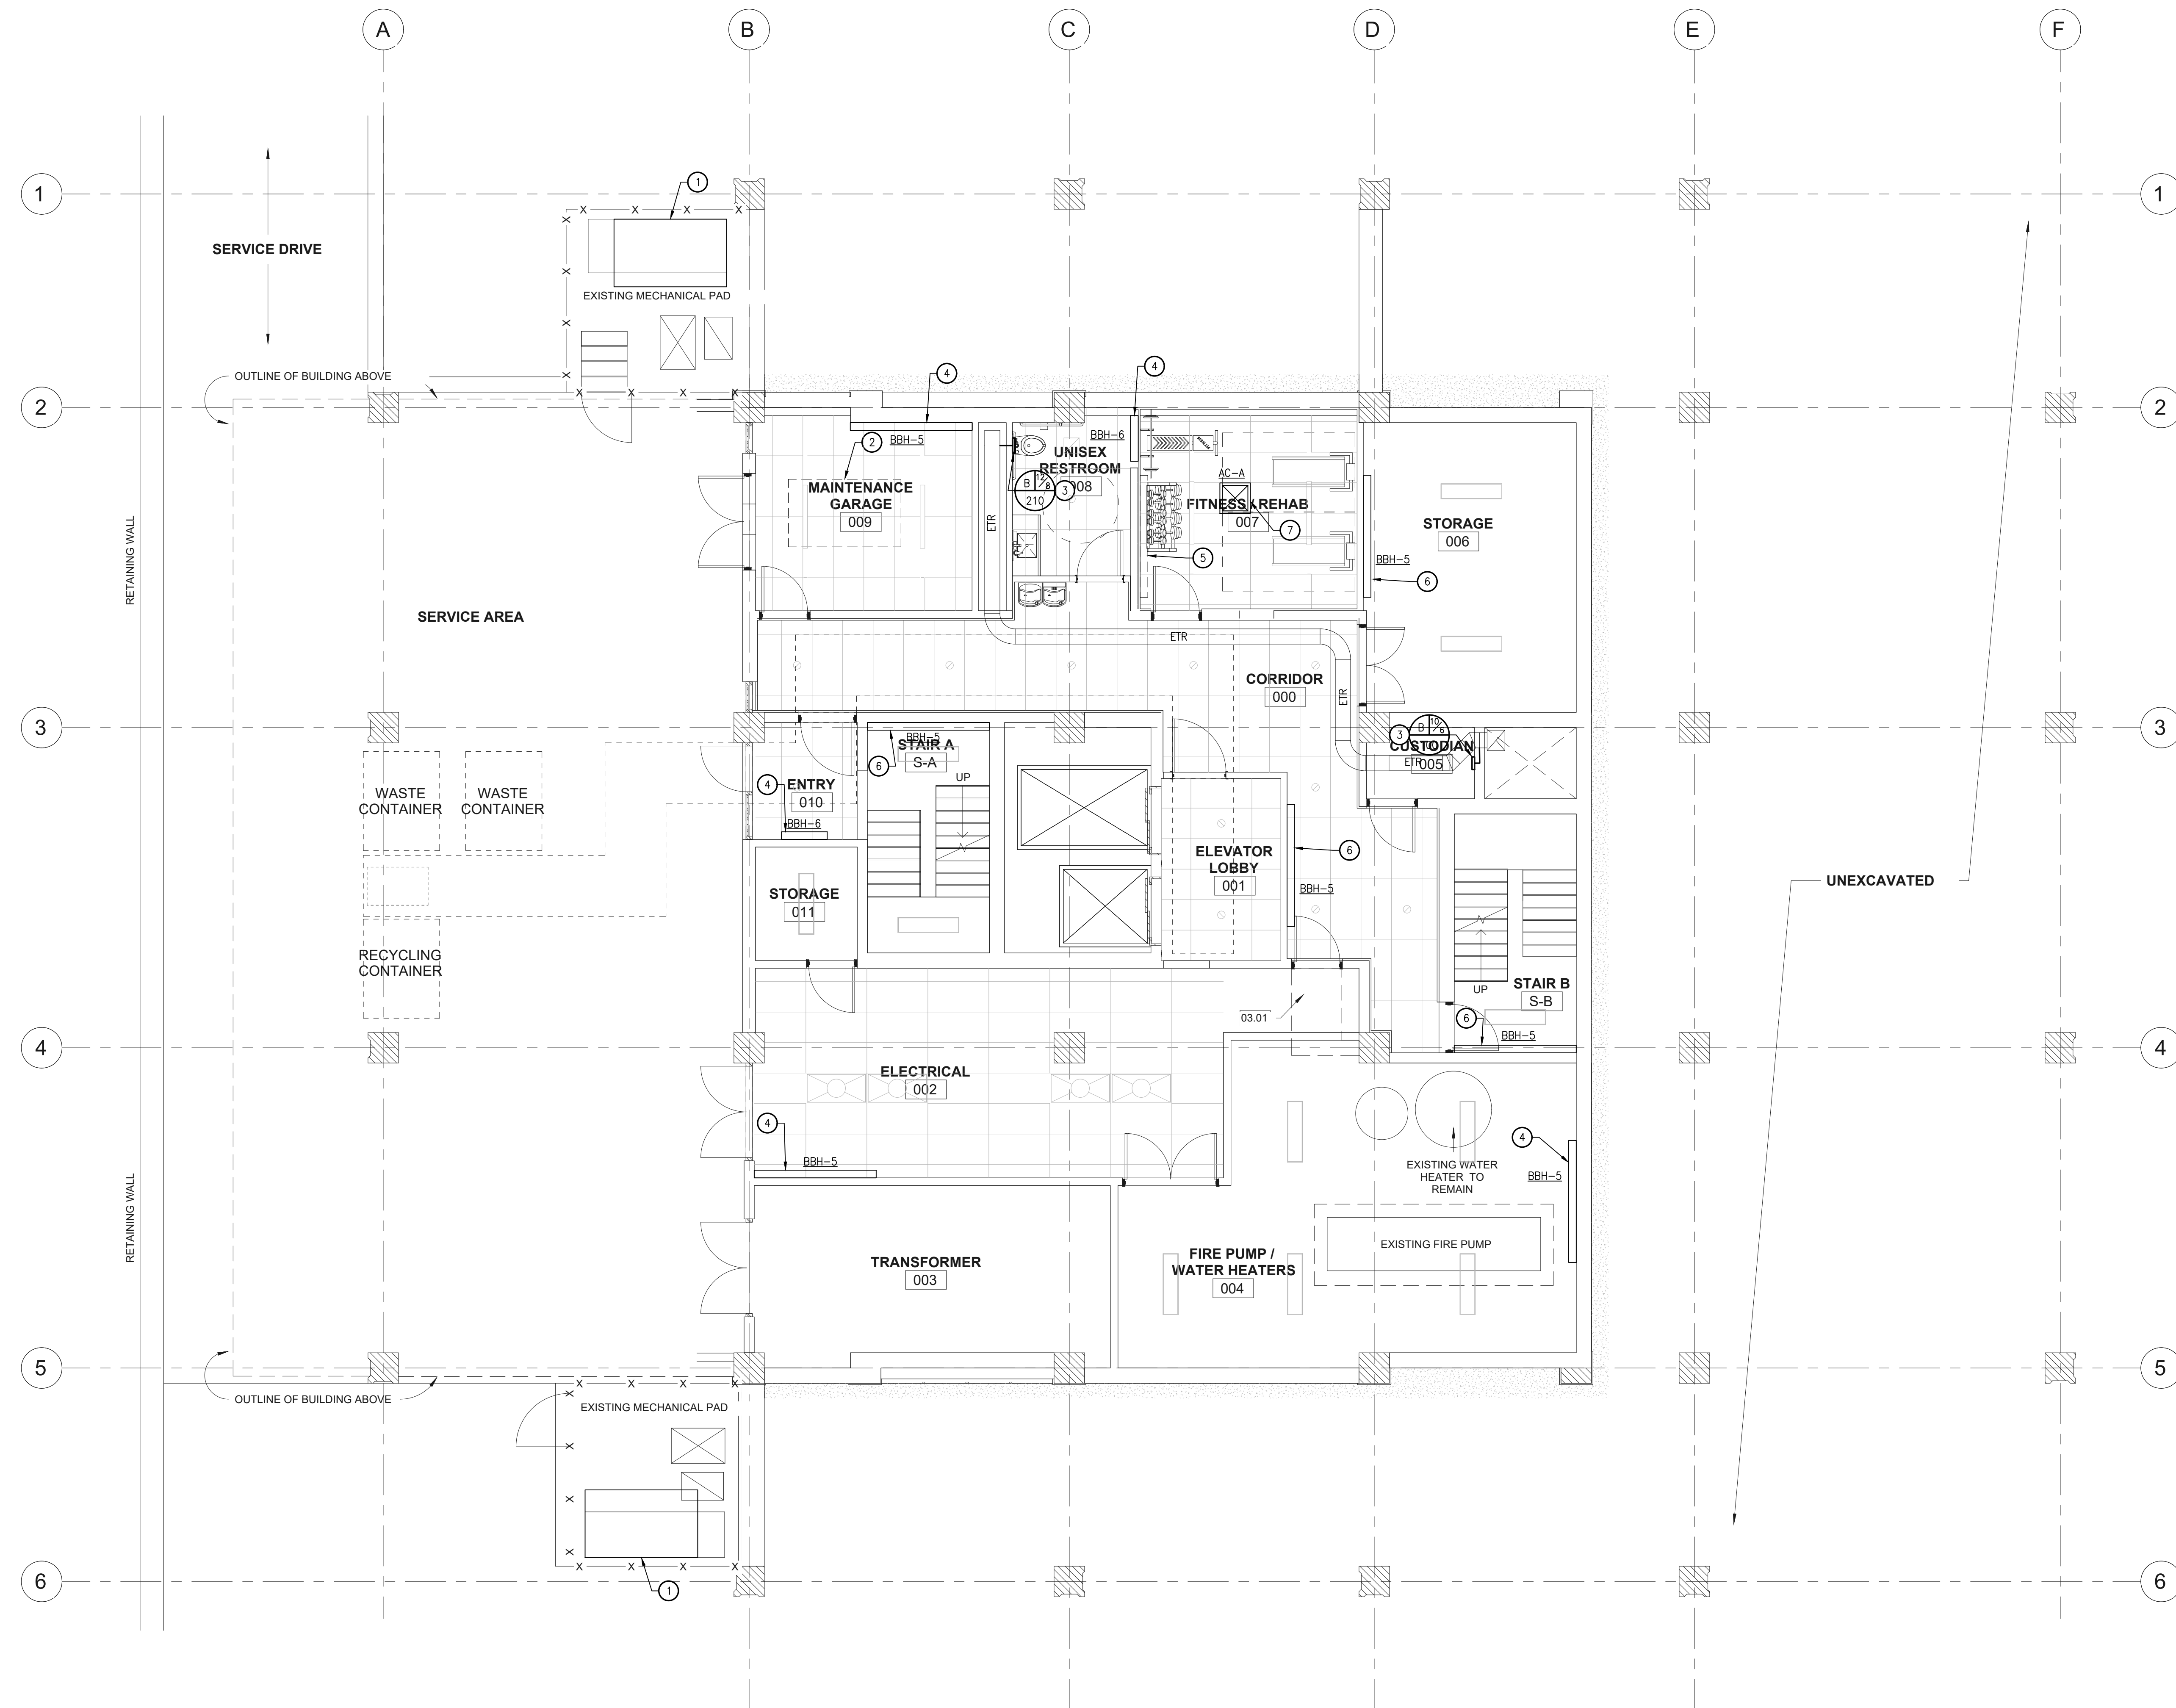 A
B
C
D
E
F
1
1
1
SERVICE DRIVE
EXISTING MECHANICAL PAD
OUTLINE OF BUILDING ABOVE
4
4
2
2
2
BBH-5
BBH-6
UNISEX
RESTROOM
008
B
12
8
210
3
AC-A
MAINTENANCE
GARAGE
009
FITNESS / REHAB
007
7
5
STORAGE
006
BBH-5
6
ETR
RETAINING WALL
SERVICE AREA
ETR
CORRIDOR
000
ETR
3
3
3
B
10
6
CUSTODIAN
005
ETR
BBH-5
STAIR A
S-A
UP
6
4
ENTRY
010
BBH-6
WASTE
CONTAINER
WASTE
CONTAINER
6
ELEVATOR
LOBBY
001
BBH-5
STORAGE
011
UNEXCAVATED
RECYCLING
CONTAINER
STAIR B
S-B
UP
03.01
6
BBH-5
4
4
ELECTRICAL
002
4
BBH-5
4
BBH-5
EXISTING WATER
HEATER TO
REMAIN
RETAINING WALL
TRANSFORMER
003
FIRE PUMP /
WATER HEATERS
004
EXISTING FIRE PUMP
5
5
OUTLINE OF BUILDING ABOVE
EXISTING MECHANICAL PAD
1
6
6